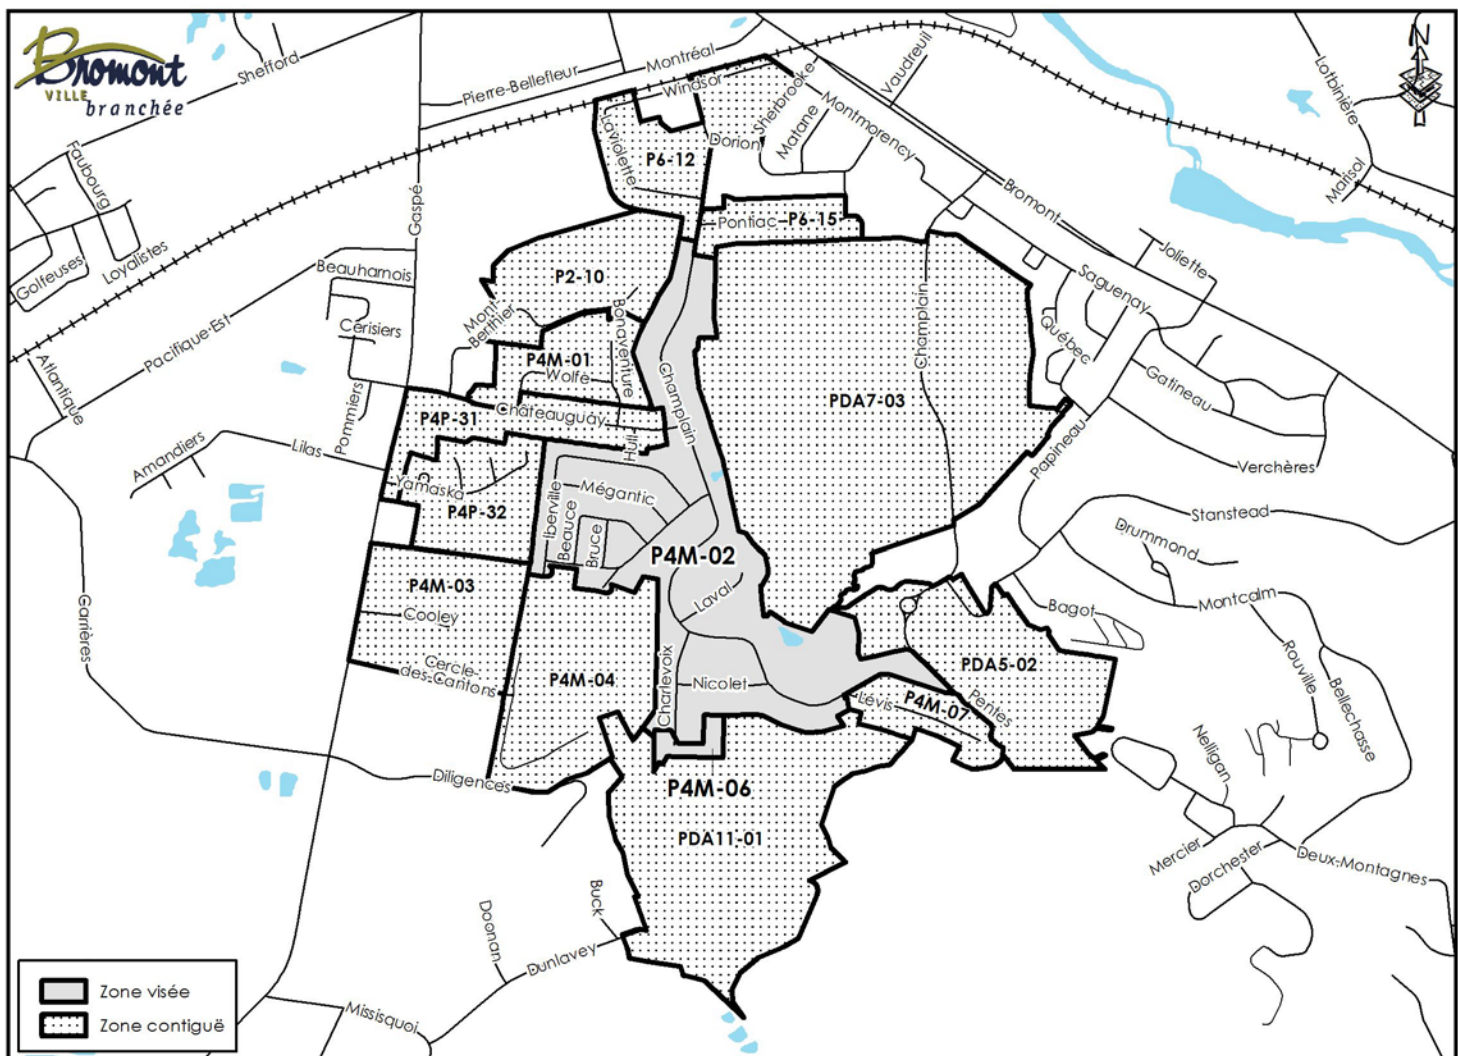 Bromont
VILLE
branchée
Shefford
Pierre-Bellefleur
Montréal
Windsor
Vaudreuil
Lotbinière
N
Sherbrooke
Matane
Montmorency
Laviolette
Dorion
P6-12
Faubourg
Marisol
Bromont
Gaspé
Pontiac
P6-15
Loyalistes
Golfeuses
Joliette
Beauharnois
P2-10
Saguenay
Mont-
Berthier
Bonaventure
Cerisiers
Québec
Pacifique-Est
Champlain
P4M-01
Wolfe
Atlantique
Gatineau
Champlain
PDA7-03
P4P-31
Châteauguay
Pommiers
Hull
Amandiers
Lilas
Papineau
Verchères
Yamaska
Mégantic
Iberville
P4P-32
Stanstead
Beauce
Bruce
Drummond
P4M-02
P4M-03
Laval
Montcalm
Bagot
Cooley
Carrières
Cercle-
des-Cantons
PDA5-02
Rouville
P4M-04
Charlevoix
Nicolet
Lévis
P4M-07
Pentes
Bellechasse
Nelligan
Diligences
P4M-06
PDA11-01
Mercier
Dorchester
Deux-Montagnes
Buck
Doonan
Dunlavey
Missisquoi
Zone visée
Zone contiguë